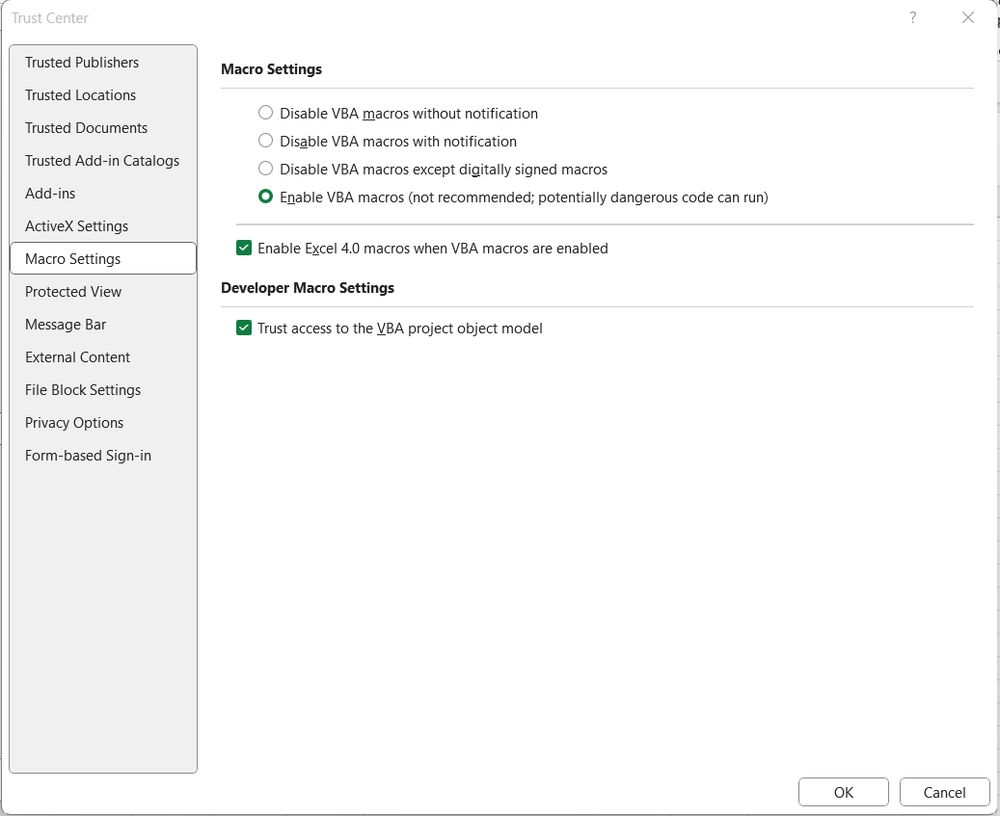 Trust Center
?
Trusted Publishers
Trusted Locations
Trusted Documents
Trusted Add-in Catalogs
Add-ins
ActiveX Settings
Macro Settings
Protected View
Message Bar
External Content
File Block Settings
Privacy Options
Form-based Sign-in
Macro Settings
Disable VBA macros without notification
Disable VBA macros with notification
Disable VBA macros except digitally signed macros
Enable VBA macros (not recommended; potentially dangerous code can run)
Enable Excel 4.0 macros when VBA macros are enabled
Developer Macro Settings
Trust access to the VBA project object model
OK
Cancel